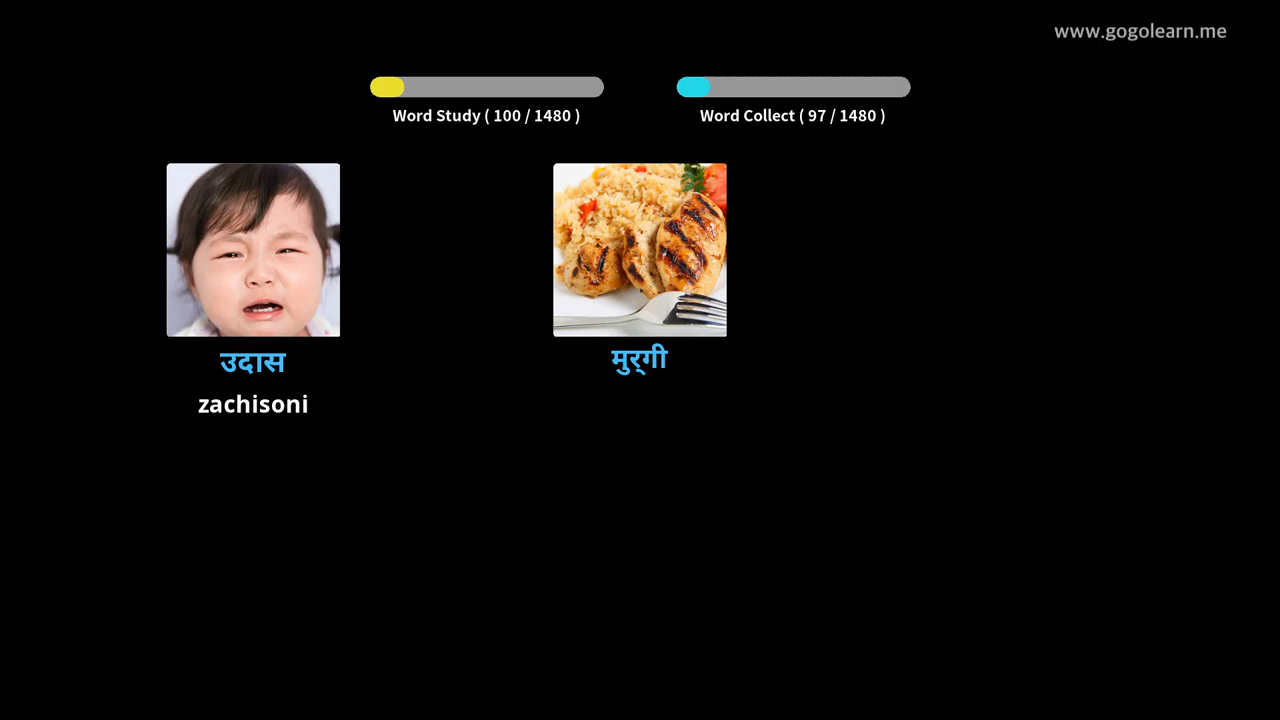 www.gogolearn.me
Word Study ( 100 / 1480 )
Word Collect ( 97 / 1480 )
उदास
मुर्गी
zachisoni